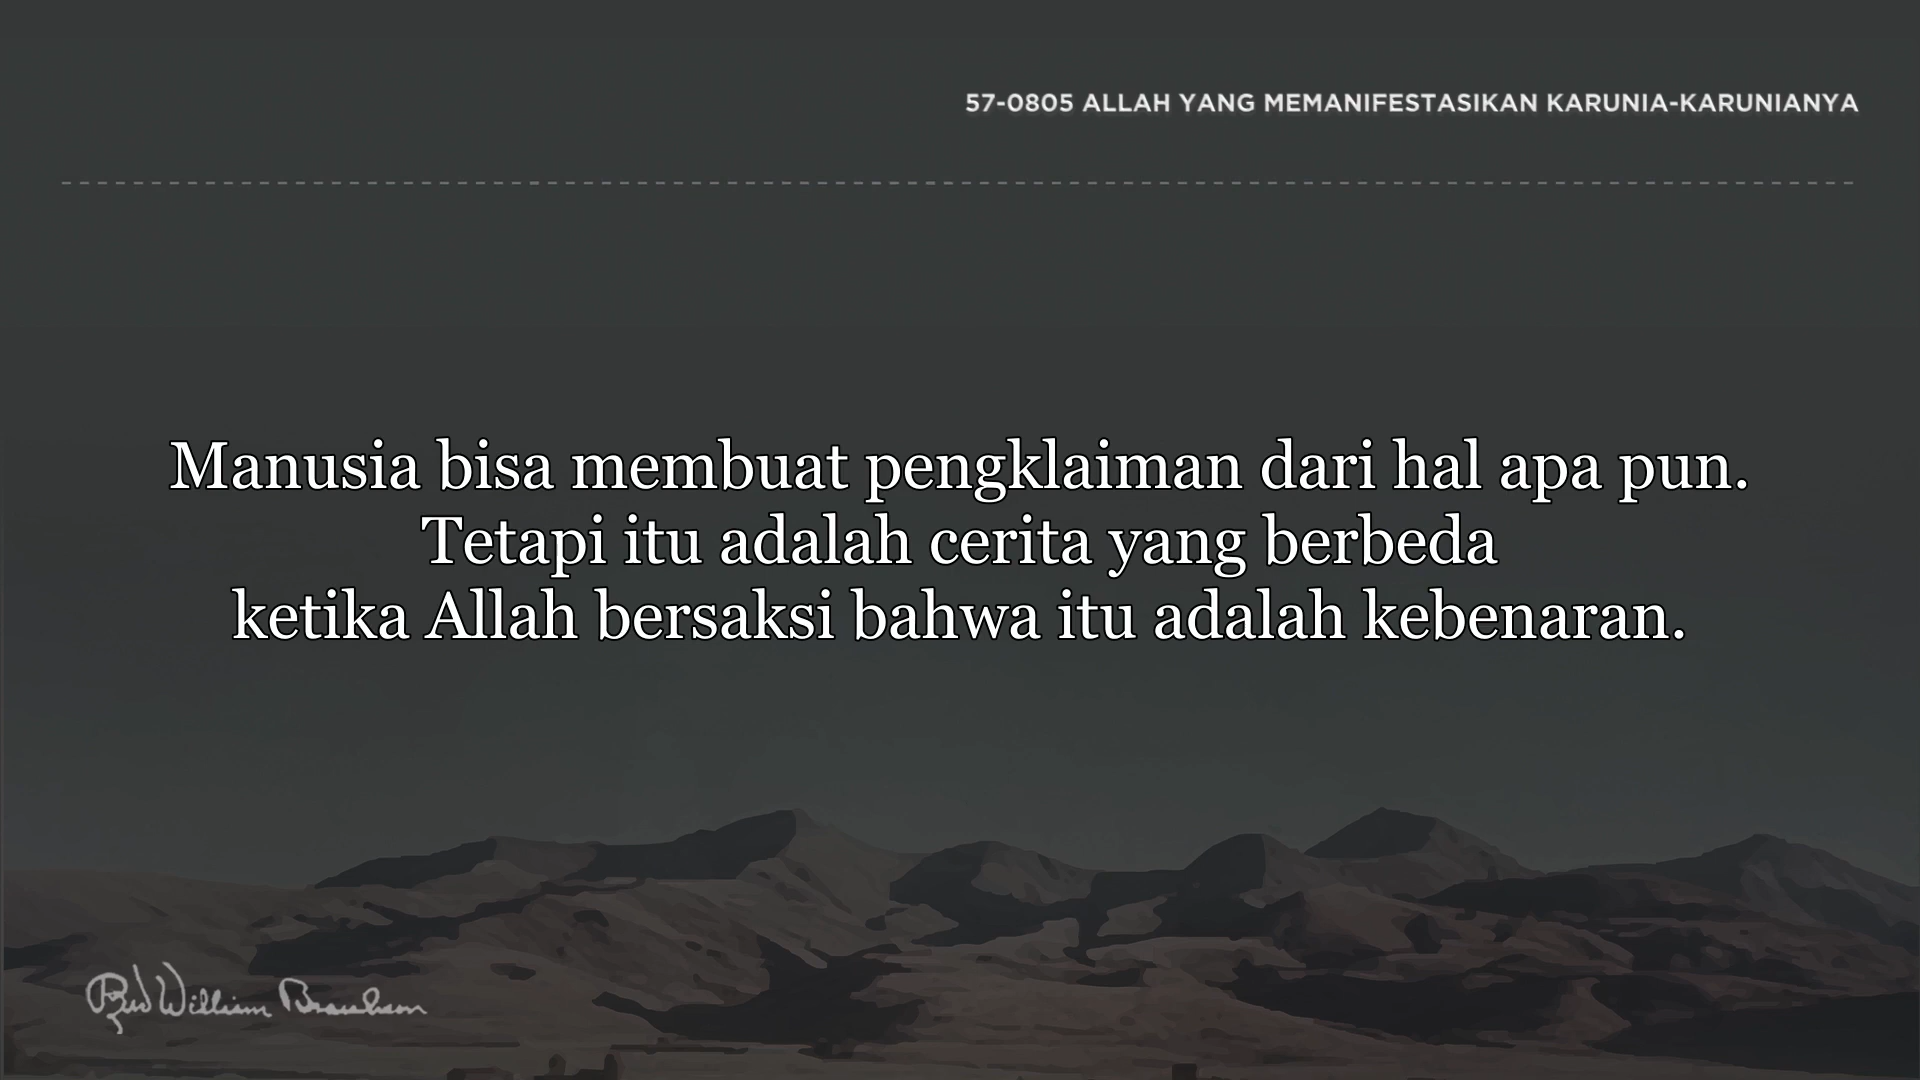 57-0805 ALLAH YANG MEMANIFESTASIKAN KARUNIA-KARUNIANYA
Manusia bisa membuat pengklaiman dari hal apa pun.
Tetapi itu adalah cerita yang berbeda
ketika Allah bersaksi bahwa itu adalah kebenaran.
William Branham